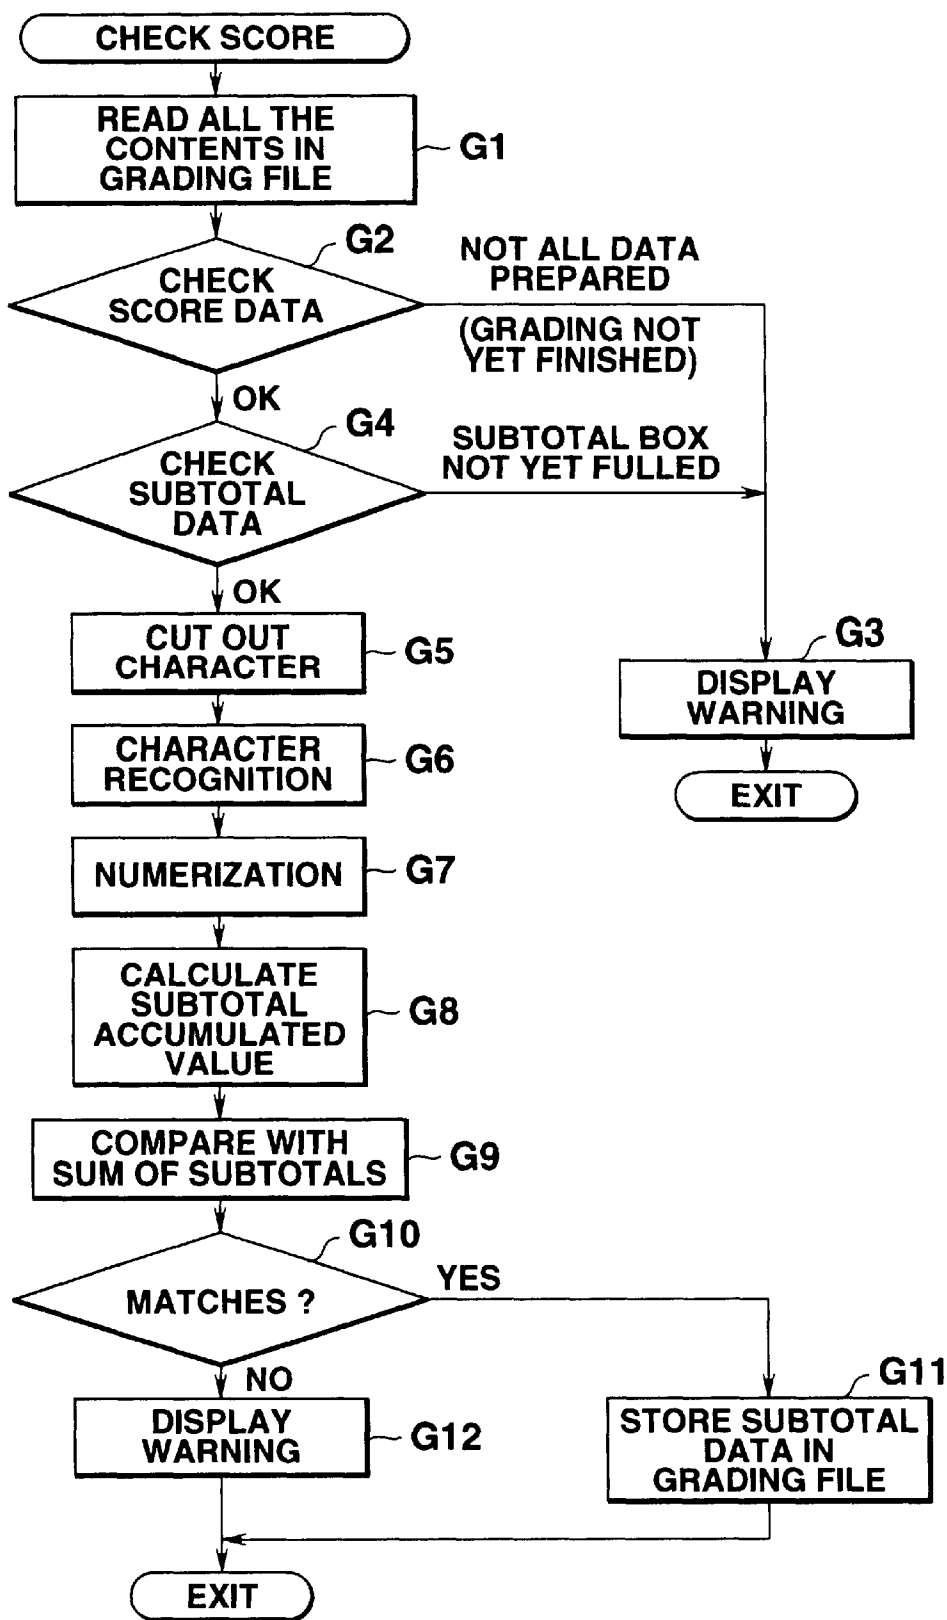 CHECK SCORE
READ ALL THE
CONTENTS IN
GRADING FILE
G1
G2
CHECK
SCORE DATA
NOT ALL DATA
PREPARED
(GRADING NOT
YET FINISHED)
OK
G4
CHECK
SUBTOTAL
DATA
SUBTOTAL BOX
NOT YET FULLED
OK
CUT OUT
CHARACTER
G5
G3
DISPLAY
WARNING
EXIT
CHARACTER
RECOGNITION
G6
NUMERIZATION
G7
CALCULATE
SUBTOTAL
ACCUMULATED
VALUE
G8
COMPARE WITH
SUM OF SUBTOTALS
G9
G10
MATCHES ?
YES
NO
G11
STORE SUBTOTAL
DATA IN
GRADING FILE
DISPLAY
WARNING
G12
EXIT